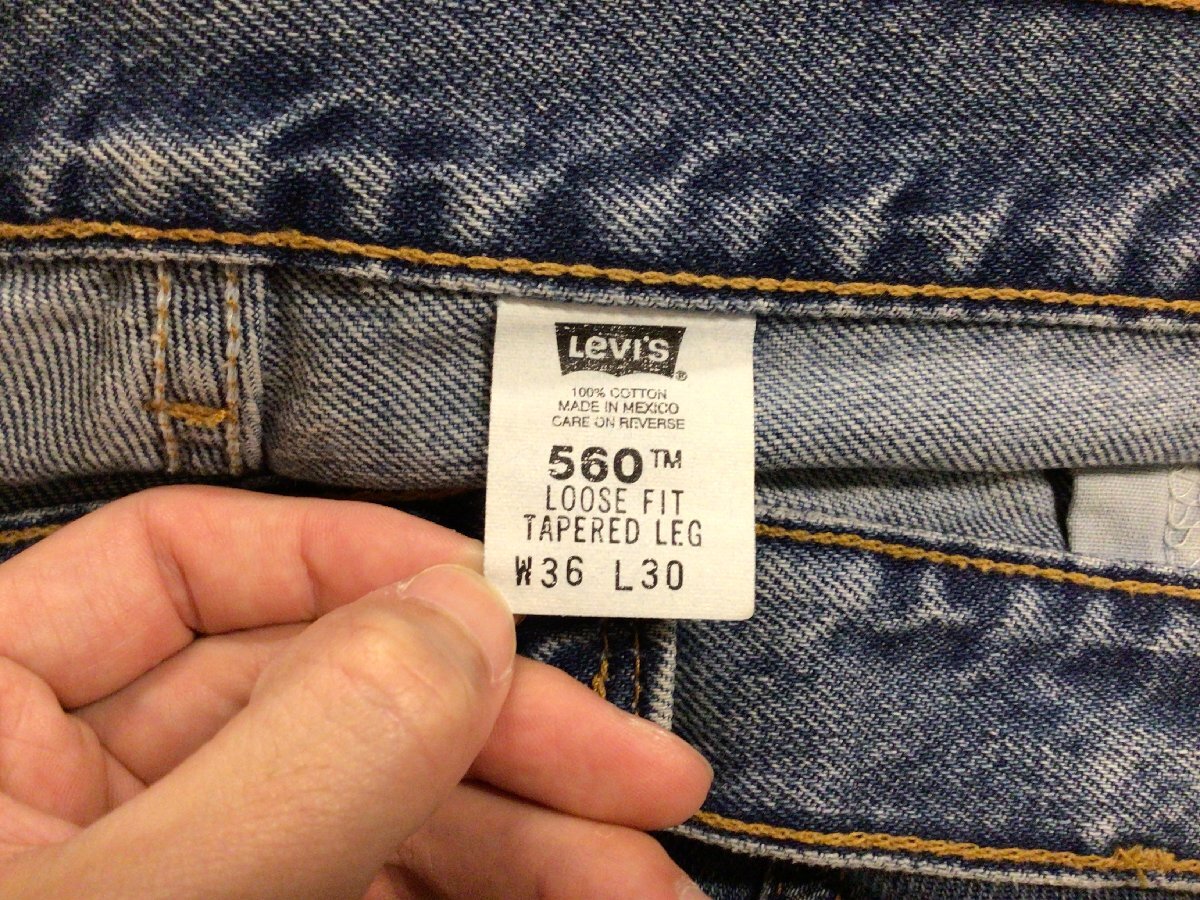 Levi's®
100% COTTON
MADE IN MEXICO
CARE ON REVERSE
560™
LOOSE FIT
TAPERED LEG
W36 L30